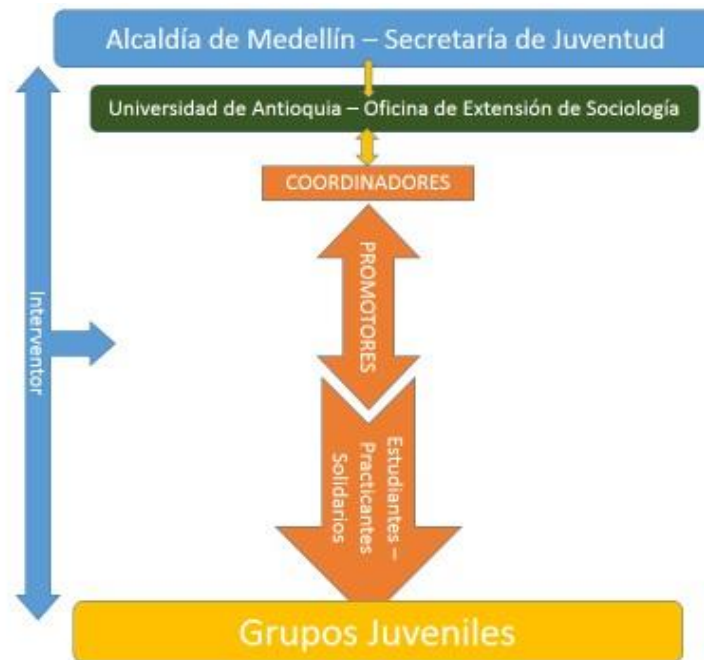 Alcaldía de Medellín – Secretaría de Juventud
Universidad de Antioquia – Oficina de Extensión de Sociología
COORDINADORES
PROMOTORES
Interventor
Estudiantes –
Practicantes
Solidarios
Grupos Juveniles